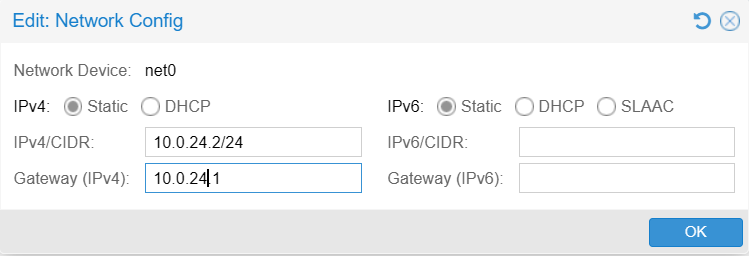 Edit: Network Config
Network Device: net0
IPv4: Static DHCP IPv6: Static DHCP SLAAC
IPv4/CIDR: 10.0.24.2/24 IPv6/CIDR:
Gateway (IPv4): 10.0.24.1 Gateway (IPv6):
OK